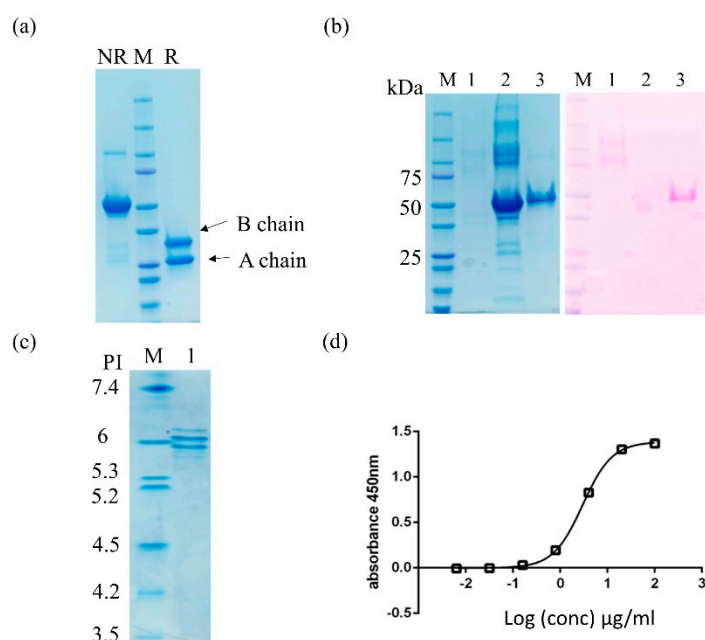 (a)
NR M R
B chain
A chain
(b)
kDa
M 1 2 3
75
50
25
M 1 2 3
(c)
PI M 1
7.4
6
5.3
5.2
4.5
4.2
3.5
(d)
absorbance 450nm
1.5
1.0
0.5
0.0
-0.5
-2 -1 0 1 2 3
Log (conc) µg/ml